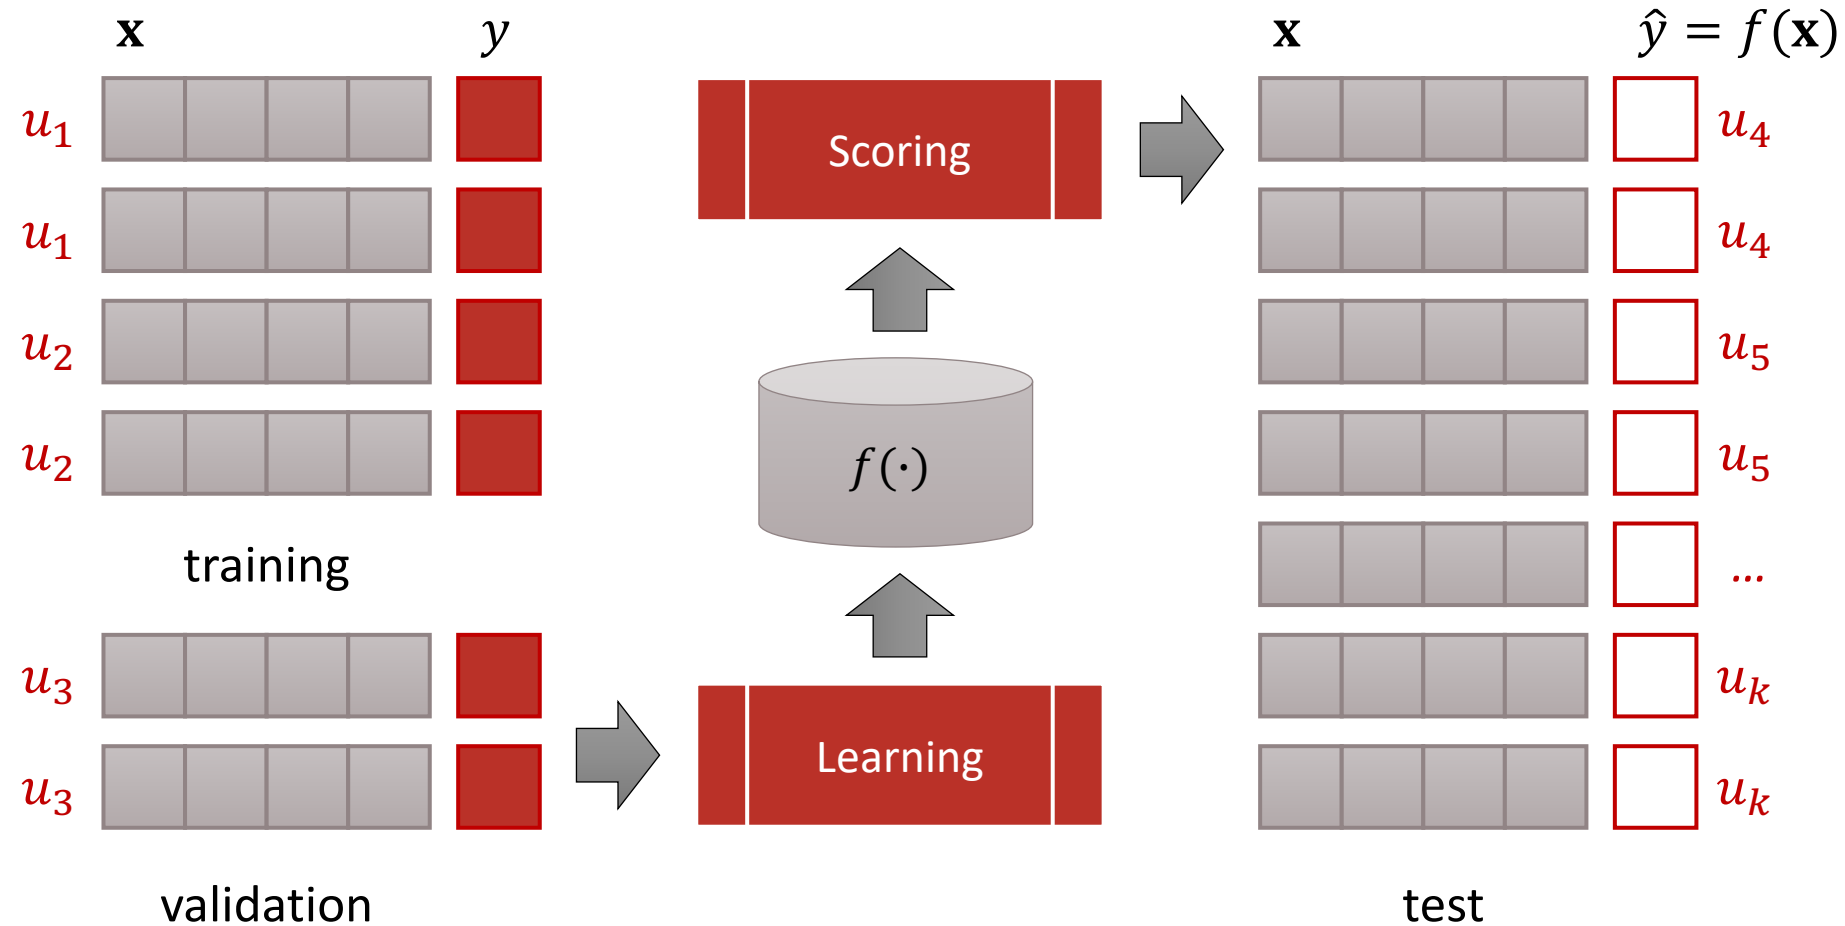 x y
u₁
u₁
u₂
u₂
training
u₃
u₃
validation
Scoring
f(·)
Learning
x ŷ = f(x)
u₄
u₄
u₅
u₅
...
uₖ
uₖ
test